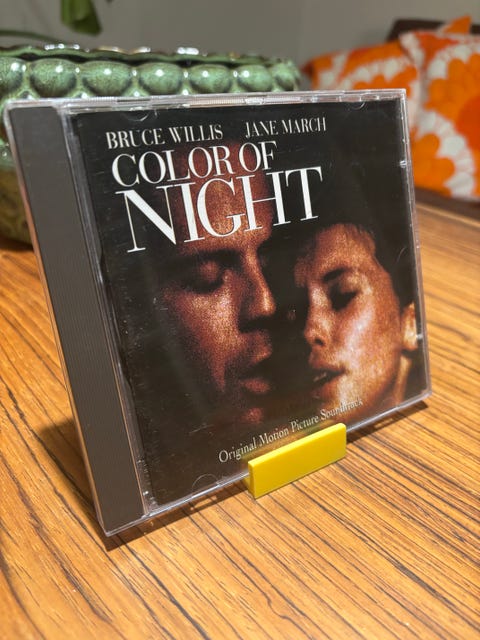 BRUCE WILLIS JANE MARCH
COLOR OF
NIGHT
Original Motion Picture Soundtrack